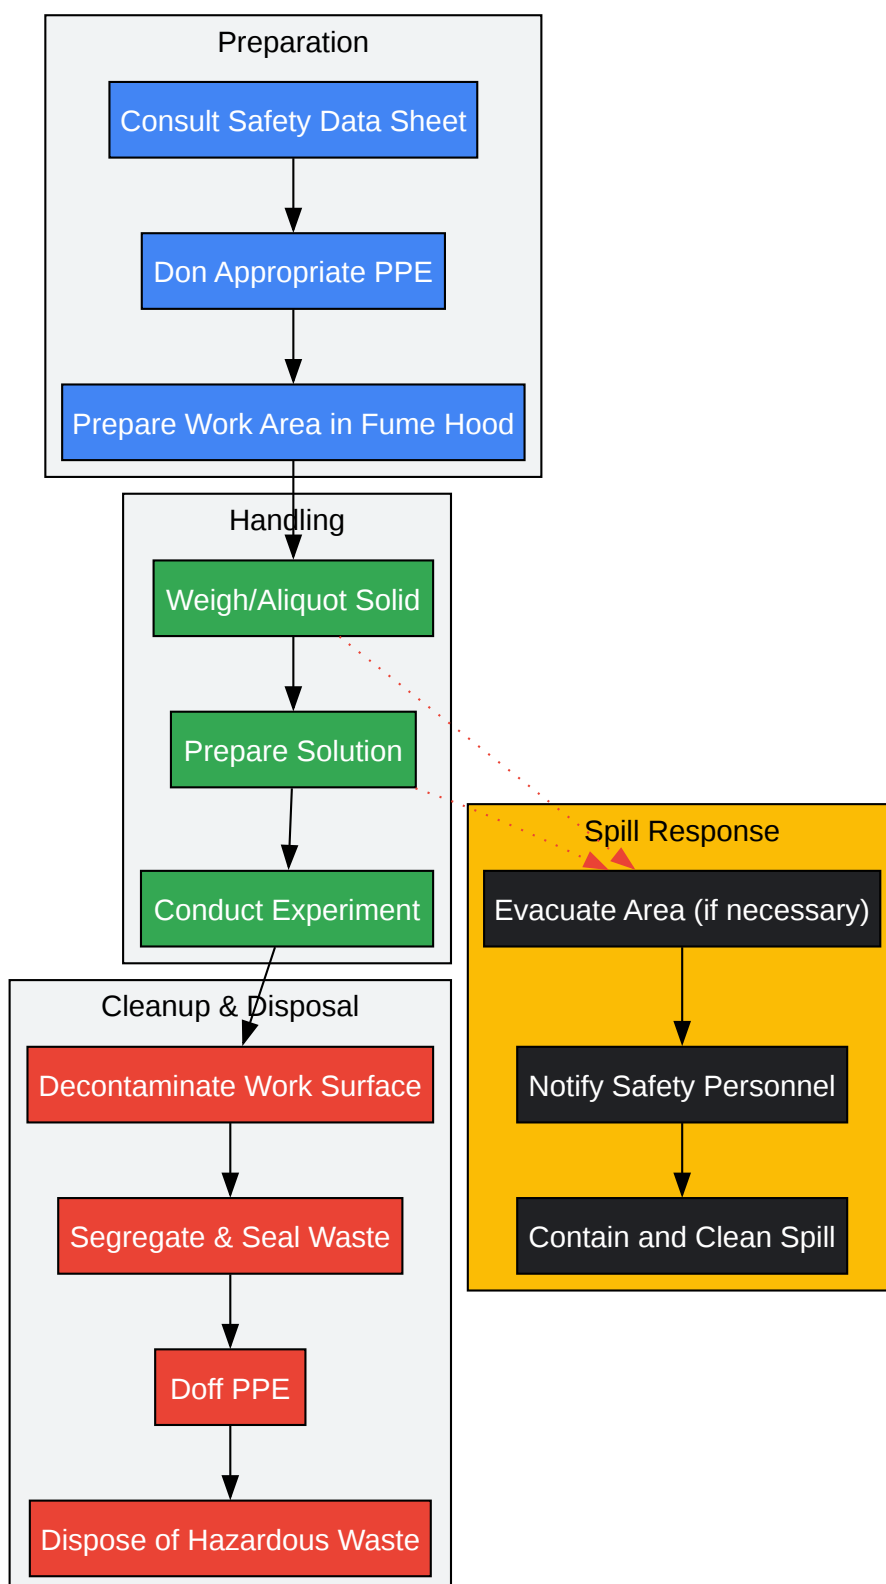 Preparation
Consult Safety Data Sheet
Don Appropriate PPE
Prepare Work Area in Fume Hood
Handling
Weigh/Aliquot Solid
Prepare Solution
Conduct Experiment
Spill Response
Evacuate Area (if necessary)
Notify Safety Personnel
Contain and Clean Spill
Cleanup & Disposal
Decontaminate Work Surface
Segregate & Seal Waste
Doff PPE
Dispose of Hazardous Waste